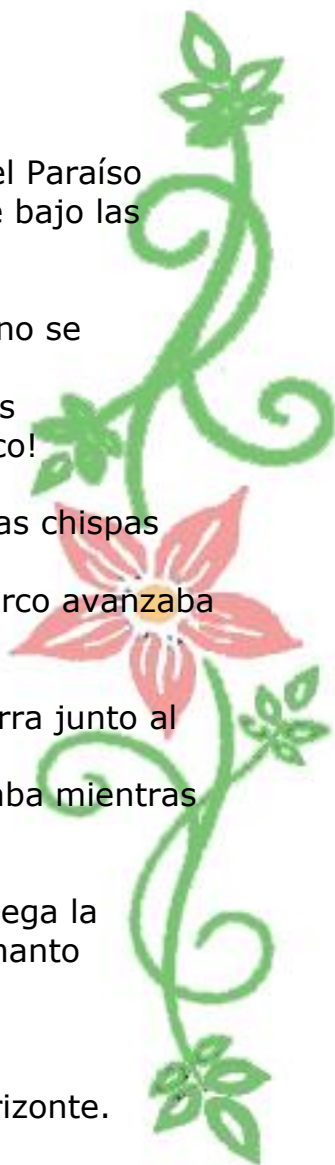 el Paraíso
e bajo las
no se
s
co!
as chispas
rco avanzaba
rra junto al
aba mientras
ega la
nanto
rizonte.